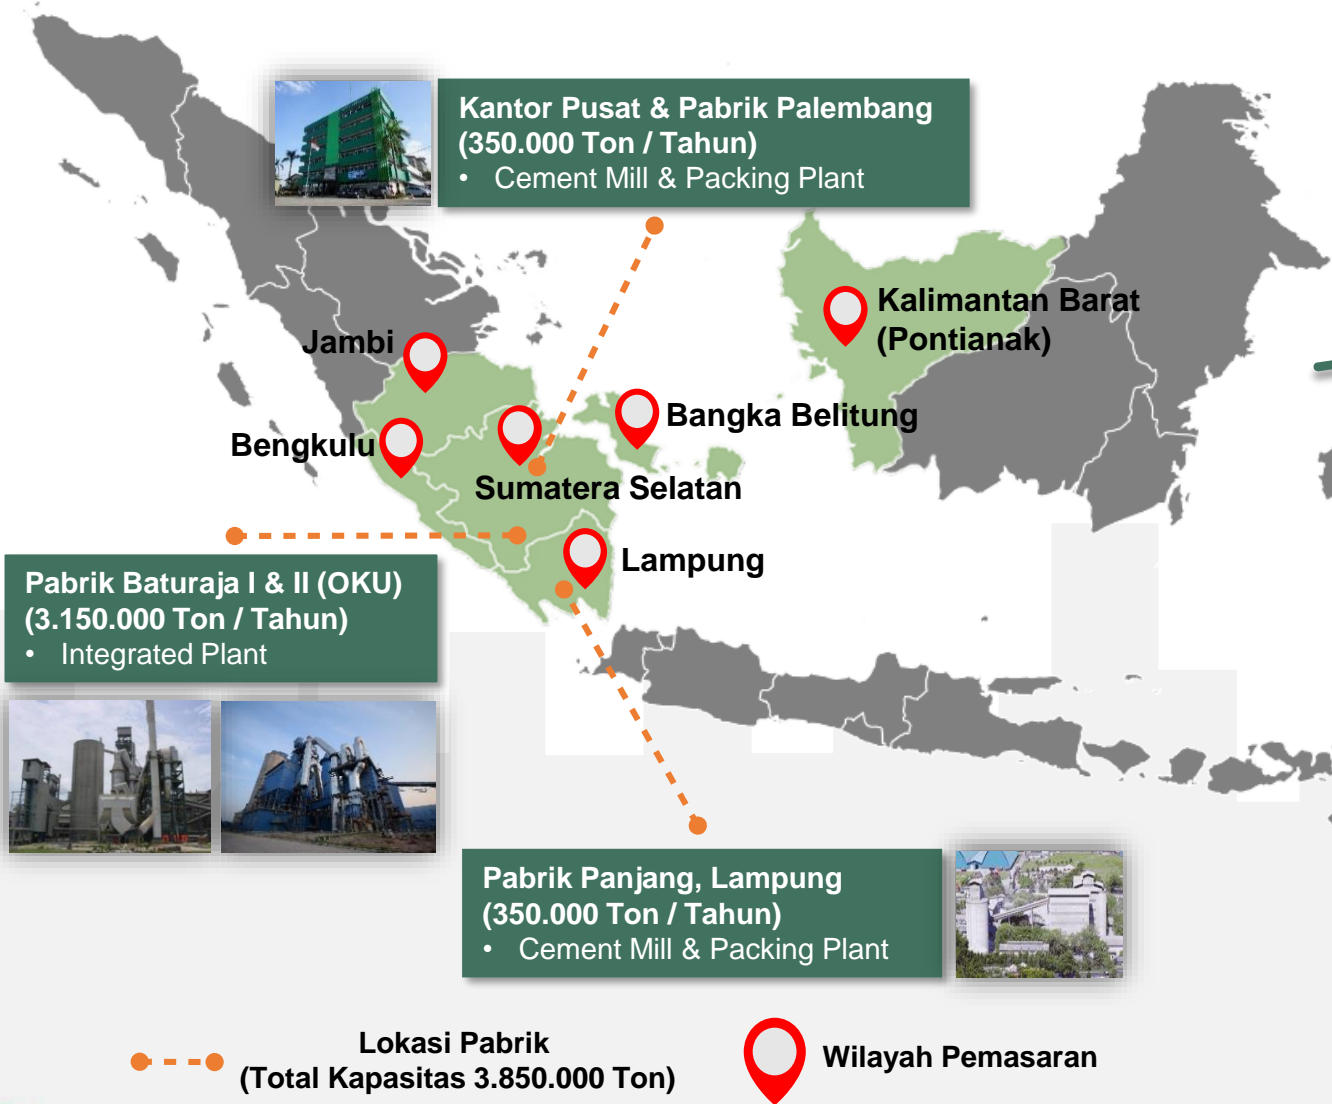 Kantor Pusat & Pabrik Palembang
(350.000 Ton / Tahun)
• Cement Mill & Packing Plant
Kalimantan Barat
(Pontianak)
Jambi
Bangka Belitung
Bengkulu
Sumatera Selatan
Lampung
Pabrik Baturaja I & II (OKU)
(3.150.000 Ton / Tahun)
• Integrated Plant
Pabrik Panjang, Lampung
(350.000 Ton / Tahun)
• Cement Mill & Packing Plant
Lokasi Pabrik
(Total Kapasitas 3.850.000 Ton)
Wilayah Pemasaran